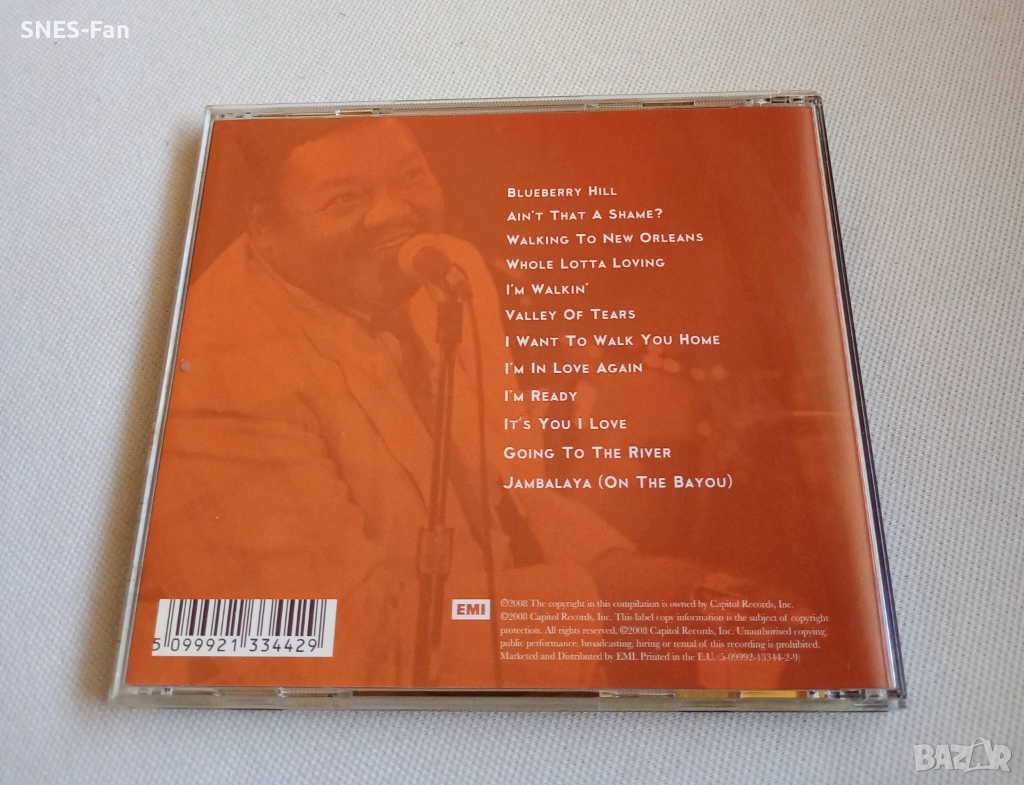 SNES-Fan
BLUEBERRY HILL
AIN'T THAT A SHAME?
WALKING TO NEW ORLEANS
WHOLE LOTTA LOVING
I'M WALKIN'
VALLEY OF TEARS
I WANT TO WALK YOU HOME
I'M IN LOVE AGAIN
I'M READY
IT'S YOU I LOVE
GOING TO THE RIVER
JAMBALAYA (ON THE BAYOU)
5 099921 334429
EMI
℗2008 The copyright in this compilation is owned by Capitol Records, Inc.
©2008 Capitol Records, Inc. This label copy information is the subject of copyright
protection. All rights reserved. ©2008 Capitol Records, Inc. Unauthorised copying,
public performance, broadcasting, hiring or rental of this recording is prohibited.
Marketed and Distributed by EMI. Printed in the E.U. (5-09992-13344-2-9)
BAZAR